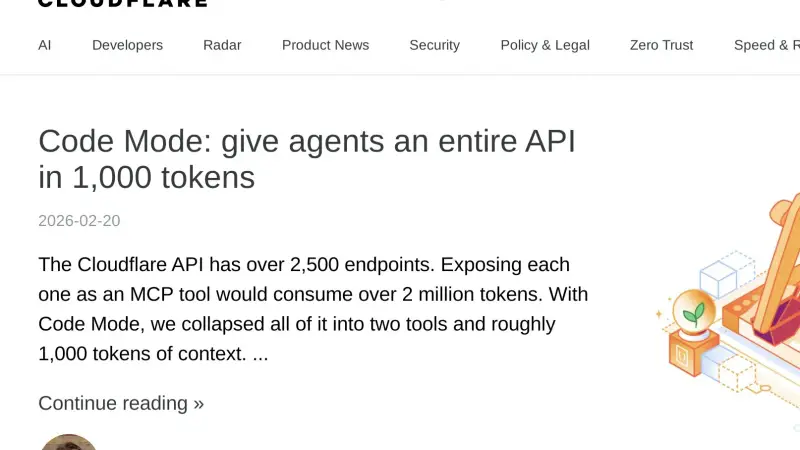 CLOUDFLARE
AI Developers Radar Product News Security Policy & Legal Zero Trust Speed & R
Code Mode: give agents an entire API
in 1,000 tokens
2026-02-20
The Cloudflare API has over 2,500 endpoints. Exposing each
one as an MCP tool would consume over 2 million tokens. With
Code Mode, we collapsed all of it into two tools and roughly
1,000 tokens of context. ...
Continue reading »